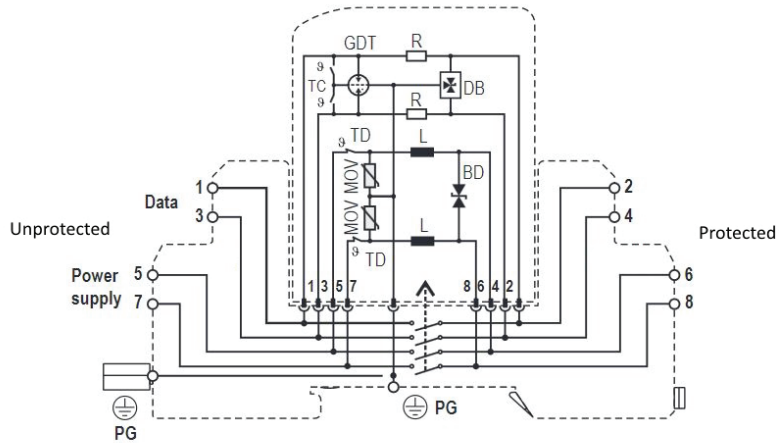 GDT R
ϑ
TC DB
ϑ
R
ϑ TD L
MOV BD
MOV
L
ϑ TD
1 2
Data
3 4
Unprotected Protected
5 6
Power
supply
7 8
1 3 5 7 8 6 4 2
PG
PG